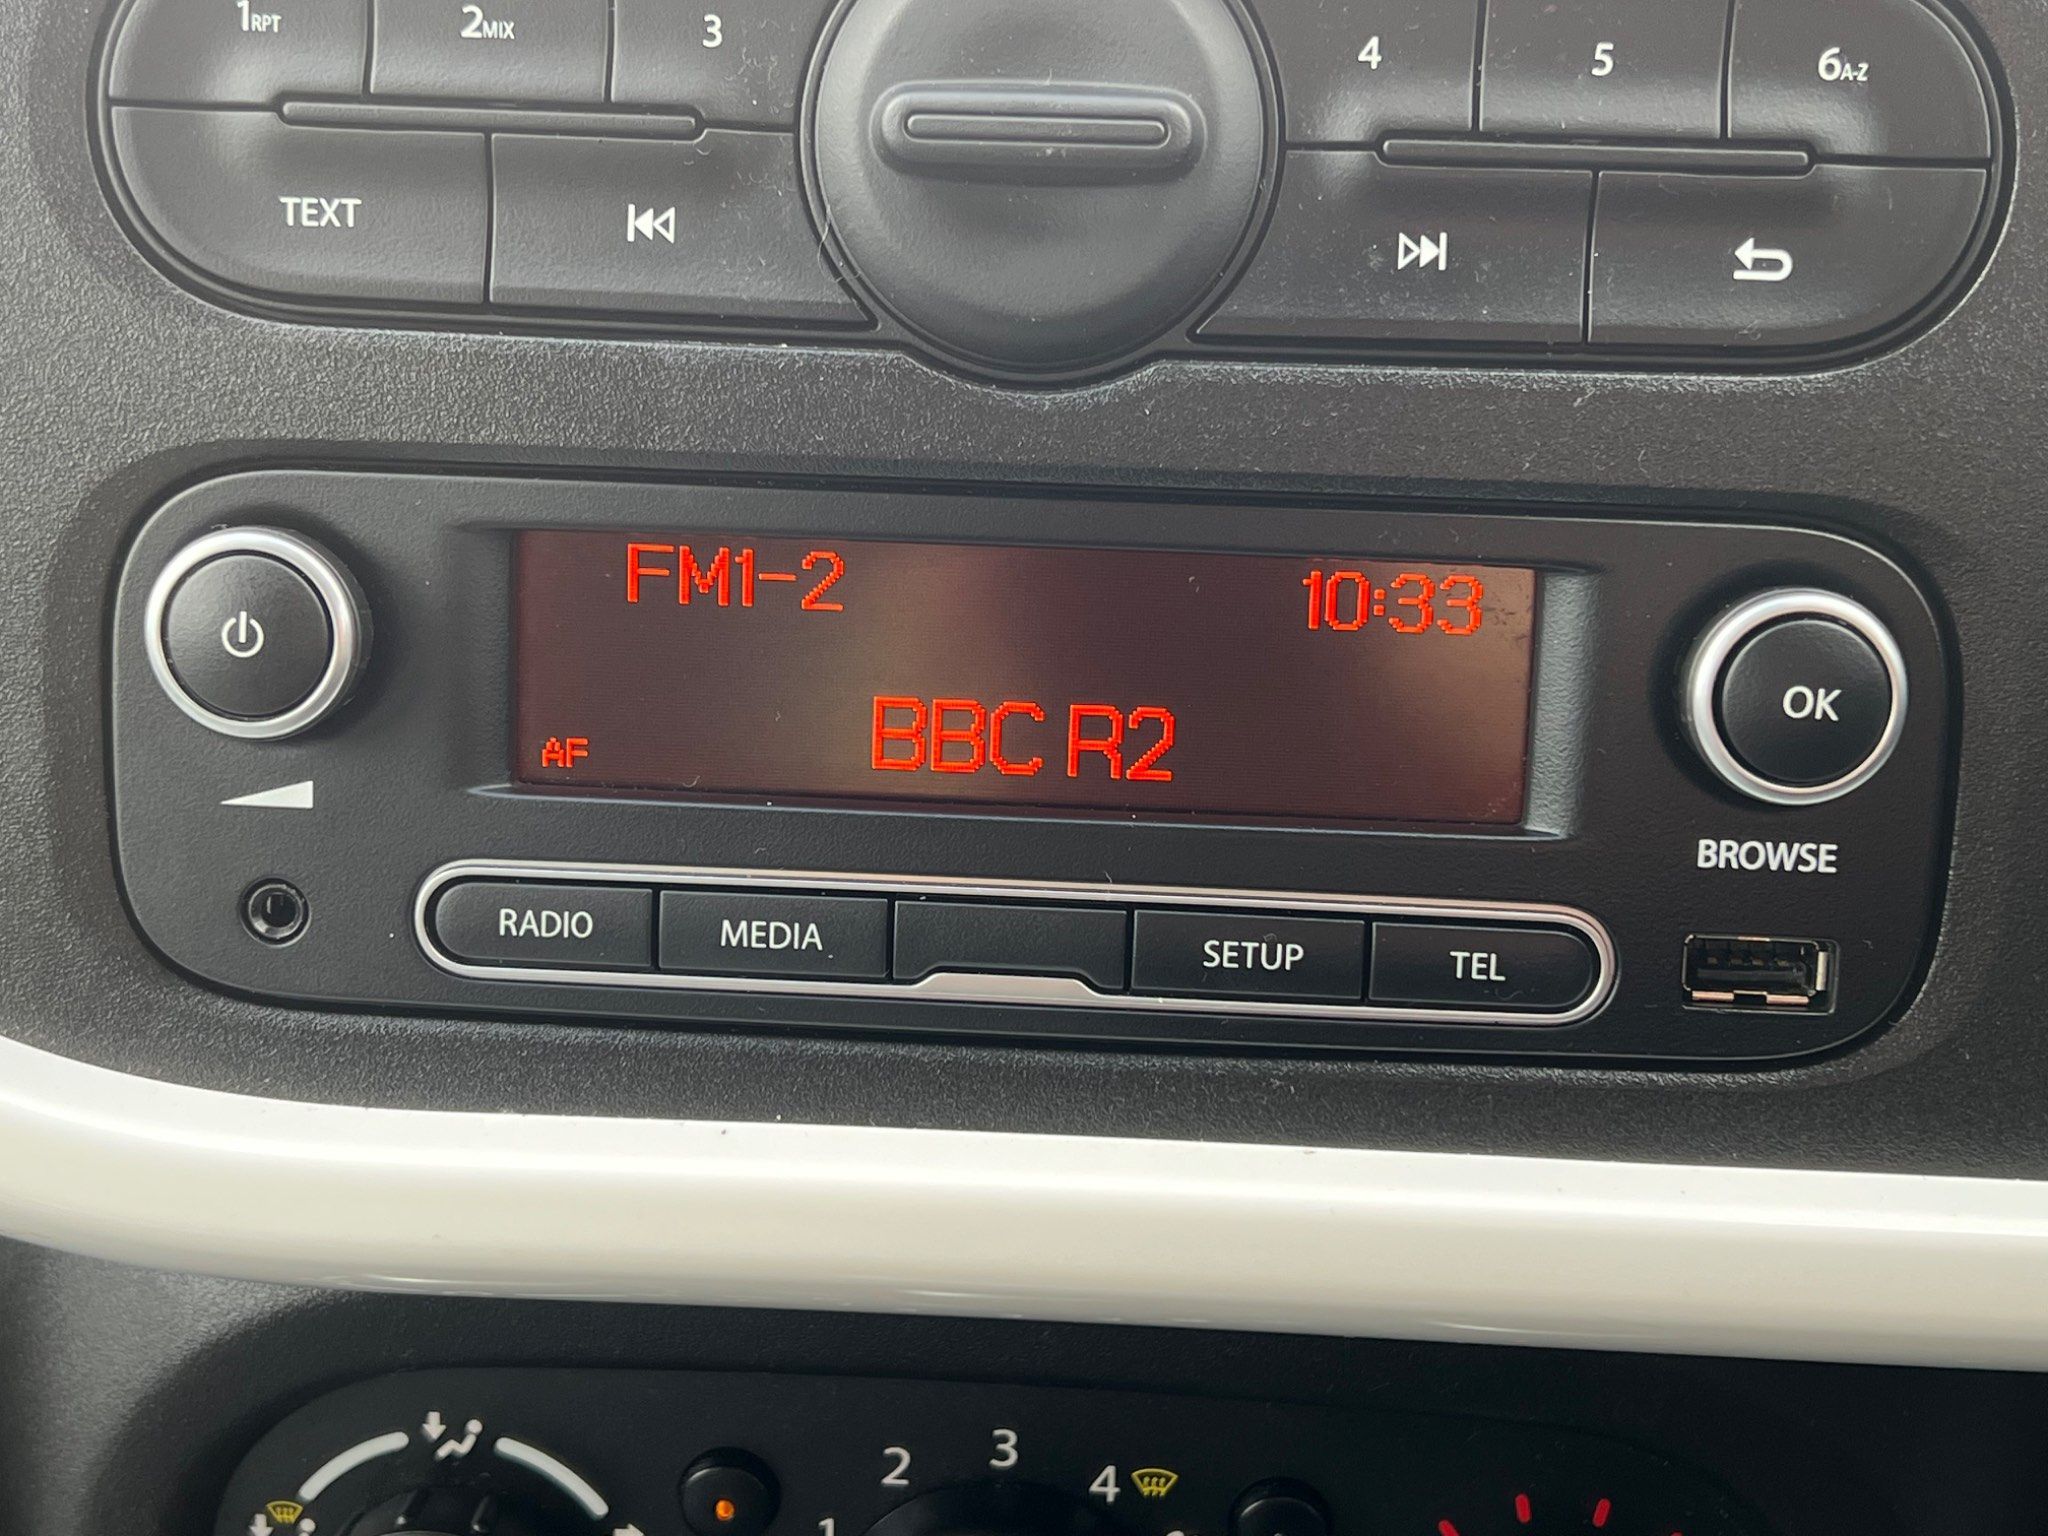 1RPT 2MIX 3 4 5 6A-Z
TEXT
FM1-2 10:33
AF BBC R2
OK
BROWSE
RADIO MEDIA SETUP TEL
1 2 3 4